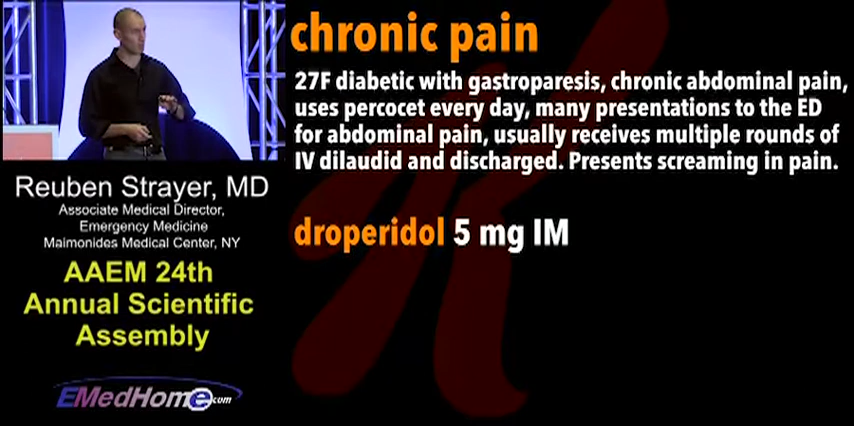 chronic pain
27F diabetic with gastroparesis, chronic abdominal pain,
uses percocet every day, many presentations to the ED
for abdominal pain, usually receives multiple rounds of
IV dilaudid and discharged. Presents screaming in pain.
droperidol 5 mg IM
Reuben Strayer, MD
Associate Medical Director,
Emergency Medicine
Maimonides Medical Center, NY
AAEM 24th
Annual Scientific
Assembly
EMedHome.com